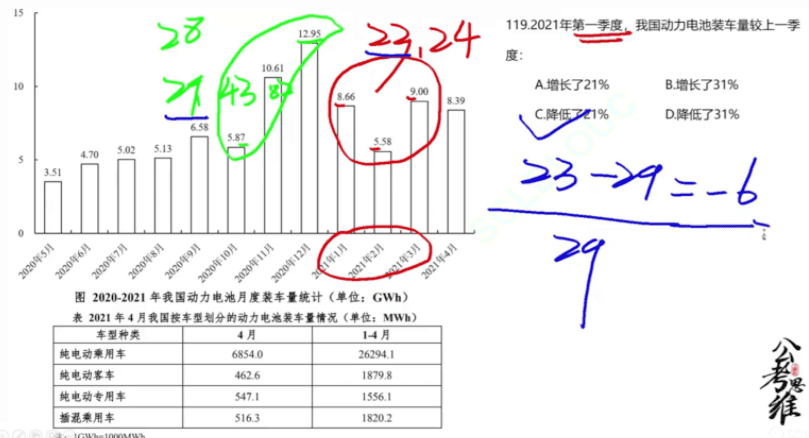 15
10
5
0
3.51
4.70
5.02
5.13
6.58
5.87
10.61
12.95
8.66
5.58
9.00
8.39
2020年5月
2020年6月
2020年7月
2020年8月
2020年9月
2020年10月
2020年11月
2020年12月
2021年1月
2021年2月
2021年3月
2021年4月
28
29
43
23.24
图 2020-2021 年我国动力电池月度装车量统计（单位：GWh）
表 2021 年 4 月我国按车型划分的动力电池装车量情况（单位：MWh）
车型种类 4 月 1-4 月
纯电动乘用车 6854.0 26294.1
纯电动客车 462.6 1879.8
纯电动专用车 547.1 1556.1
插混乘用车 516.3 1820.2
注：1GWh=1000MWh
119.2021年第一季度，我国动力电池装车量较上一季
度：
A.增长了21% B.增长了31%
C.降低了21% D.降低了31%
23-29=-6
29
公考思维